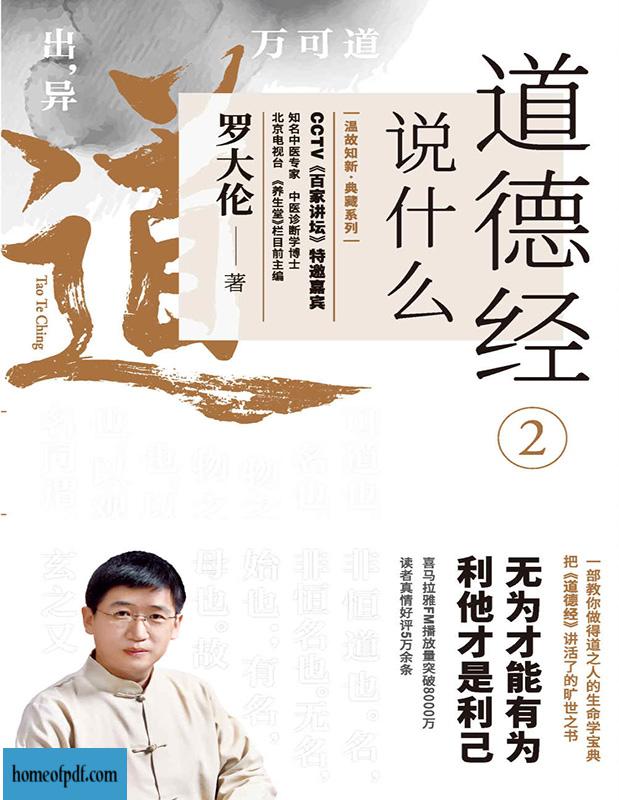 道德经
说什么
2
温故知新·典藏系列
CCTV《百家讲坛》特邀嘉宾
知名中医专家 中医诊断学博士
北京电视台《养生堂》栏目前主编
罗大伦
著
道
万可道
出,异
Tao Te Ching
一部教你做得道之人的生命学宝典
把《道德经》讲活了的旷世之书
无为才能有为
利他才是利己
喜马拉雅FM播放量突破8000万
读者真情好评5万余条
非恒道也。名,
非恒名也。无名,
始也;有名,
母也。故
玄之又
homeofpdf.com